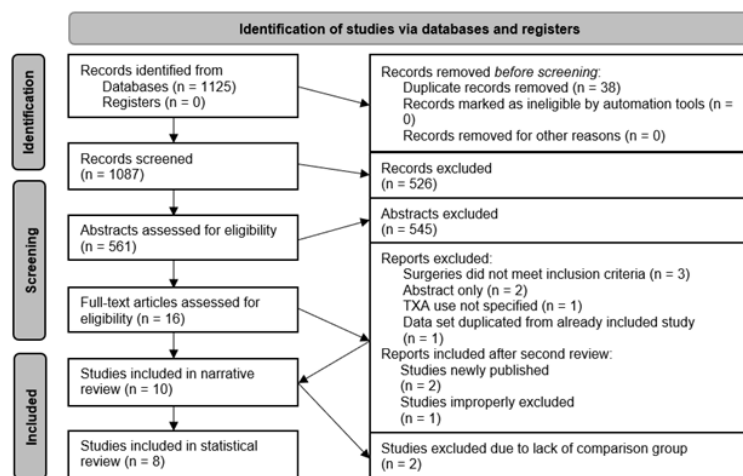 Identification of studies via databases and registers
Identification
Records identified from
Databases (n = 1125)
Registers (n = 0)
Records removed before screening:
Duplicate records removed (n = 38)
Records marked as ineligible by automation tools (n =
0)
Records removed for other reasons (n = 0)
Screening
Records screened
(n = 1087)
Records excluded
(n = 526)
Abstracts assessed for eligibility
(n = 561)
Abstracts excluded
(n = 545)
Full-text articles assessed for
eligibility (n = 16)
Reports excluded:
Surgeries did not meet inclusion criteria (n = 3)
Abstract only (n = 2)
TXA use not specified (n = 1)
Data set duplicated from already included study
(n = 1)
Reports included after second review:
Studies newly published
(n = 2)
Studies improperly excluded
(n = 1)
Included
Studies included in narrative
review (n = 10)
Studies included in statistical
review (n = 8)
Studies excluded due to lack of comparison group
(n = 2)